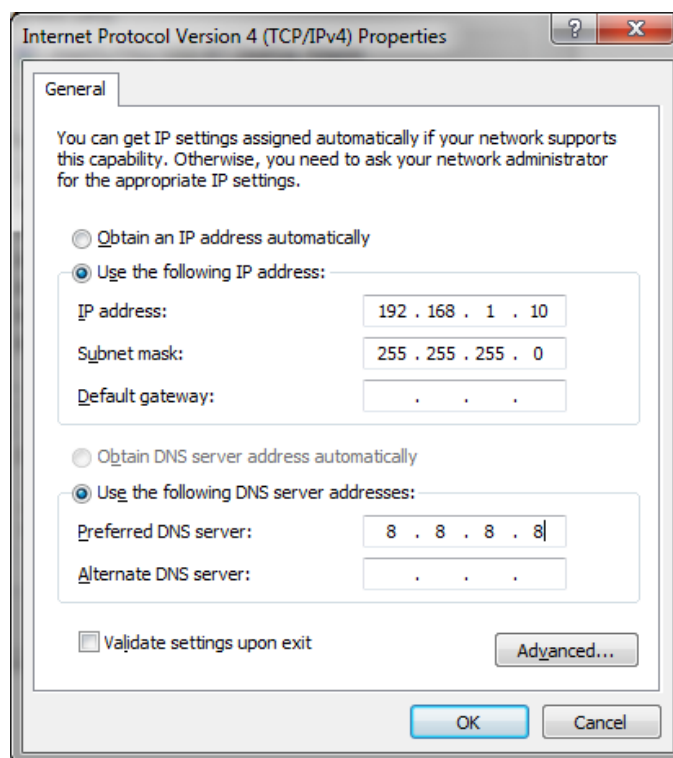 Internet Protocol Version 4 (TCP/IPv4) Properties
General
You can get IP settings assigned automatically if your network supports
this capability. Otherwise, you need to ask your network administrator
for the appropriate IP settings.
Obtain an IP address automatically
Use the following IP address:
IP address: 192 . 168 . 1 . 10
Subnet mask: 255 . 255 . 255 . 0
Default gateway: . . .
Obtain DNS server address automatically
Use the following DNS server addresses:
Preferred DNS server: 8 . 8 . 8 . 8
Alternate DNS server: . . .
Validate settings upon exit
Advanced...
OK Cancel